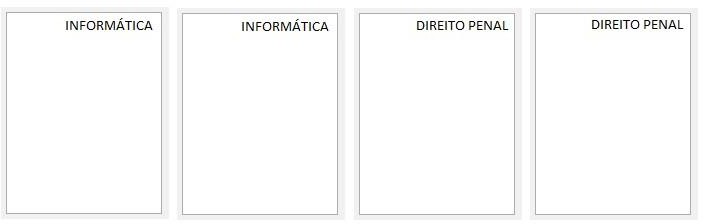 INFORMÁTICA
INFORMÁTICA
DIREITO PENAL
DIREITO PENAL